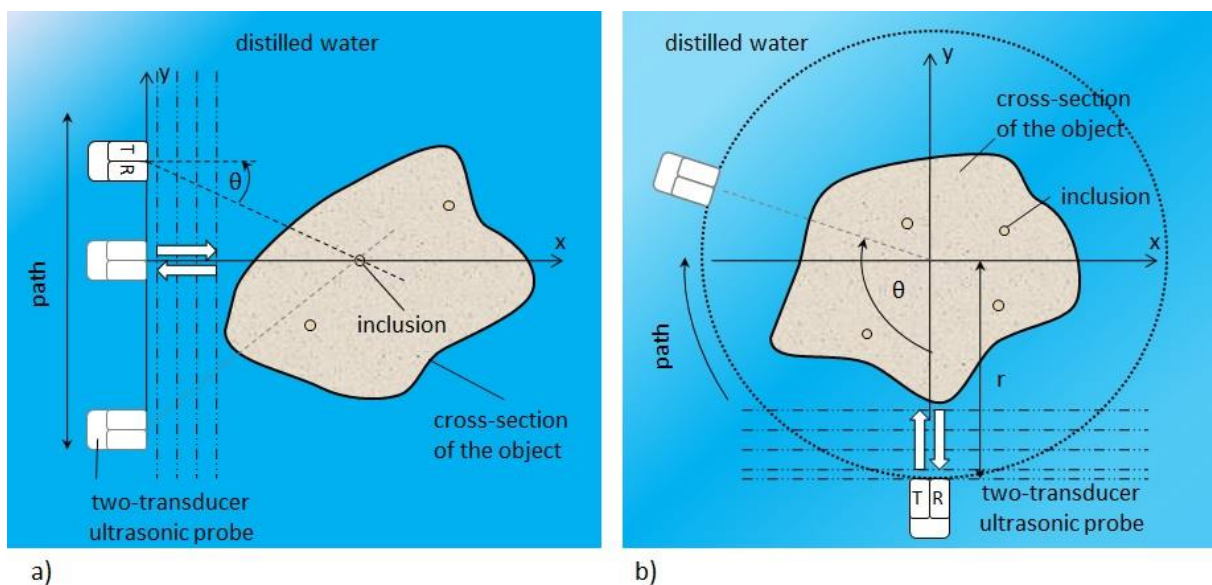 distilled water
y
T
R
θ
x
path
inclusion
cross-section
of the object
two-transducer
ultrasonic probe
a)
distilled water
y
cross-section
of the object
inclusion
x
θ
path
r
T R
two-transducer
ultrasonic probe
b)